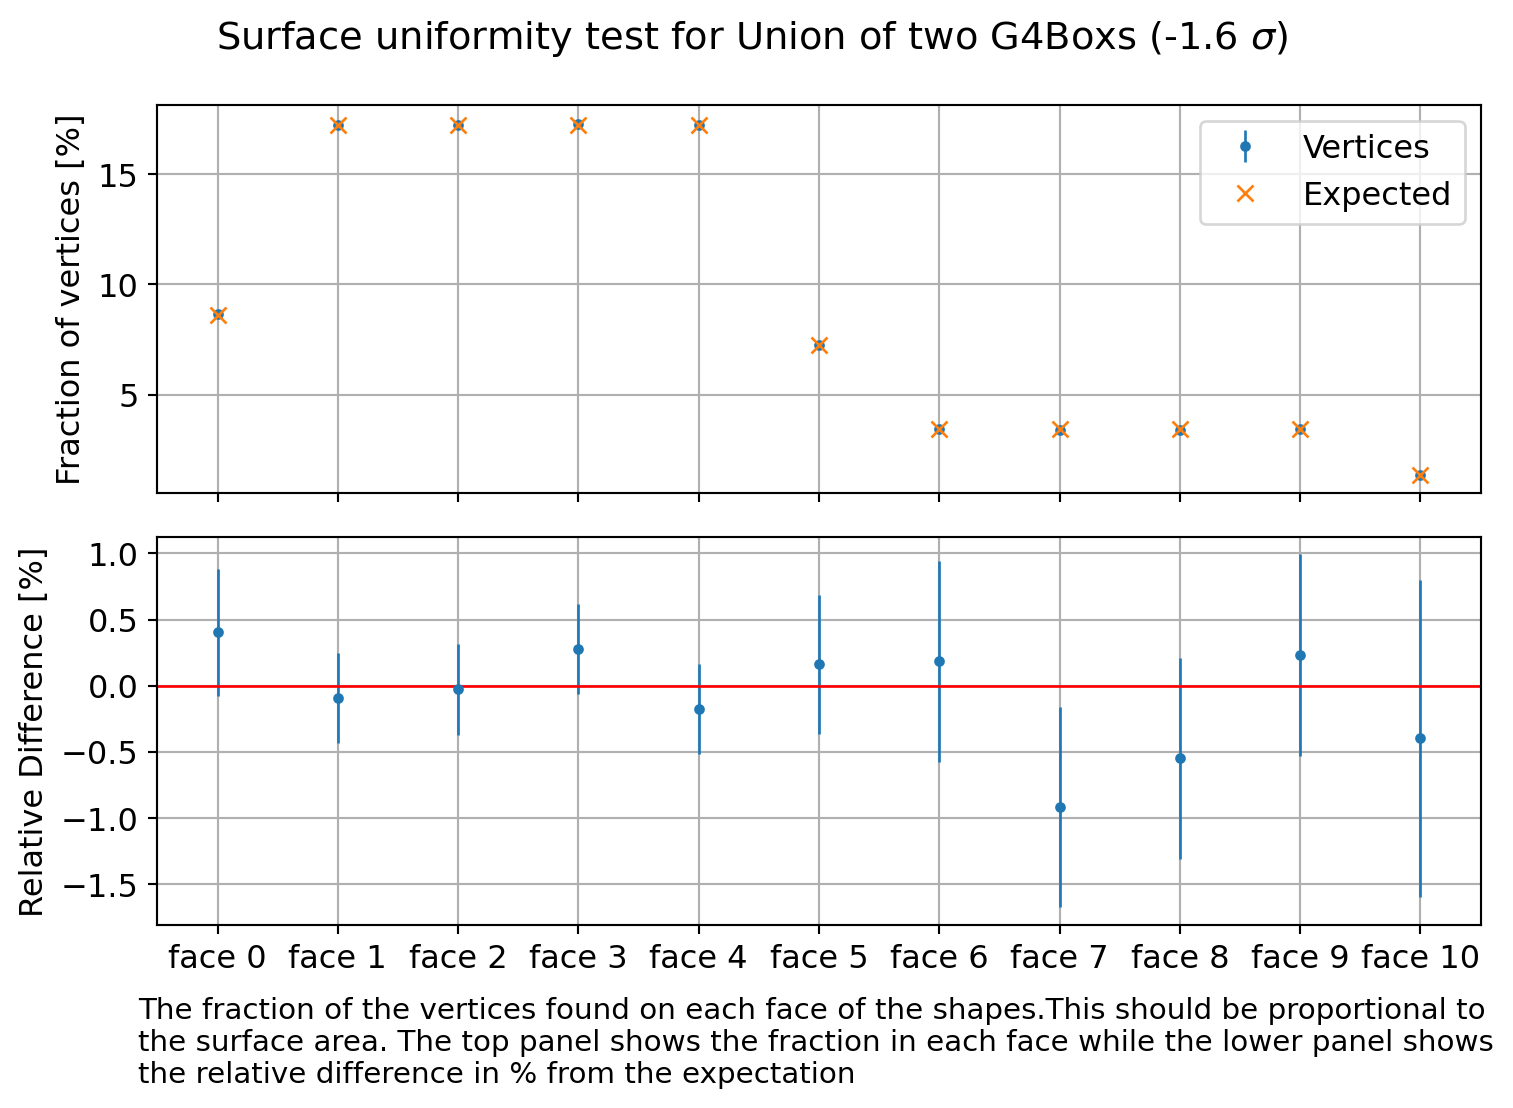 Surface uniformity test for Union of two G4Boxs (-1.6 σ)
Fraction of vertices [%]
15
10
5
Vertices
Expected
Relative Difference [%]
1.0
0.5
0.0
−0.5
−1.0
−1.5
face 0 face 1 face 2 face 3 face 4 face 5 face 6 face 7 face 8 face 9 face 10
The fraction of the vertices found on each face of the shapes.This should be proportional to
the surface area. The top panel shows the fraction in each face while the lower panel shows
the relative difference in % from the expectation